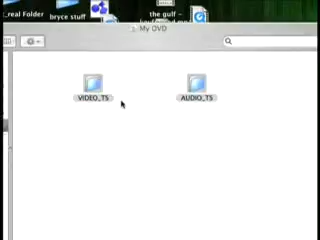 _real Folder
bryce stuff
the gulf –
My DVD
VIDEO_TS
AUDIO_TS